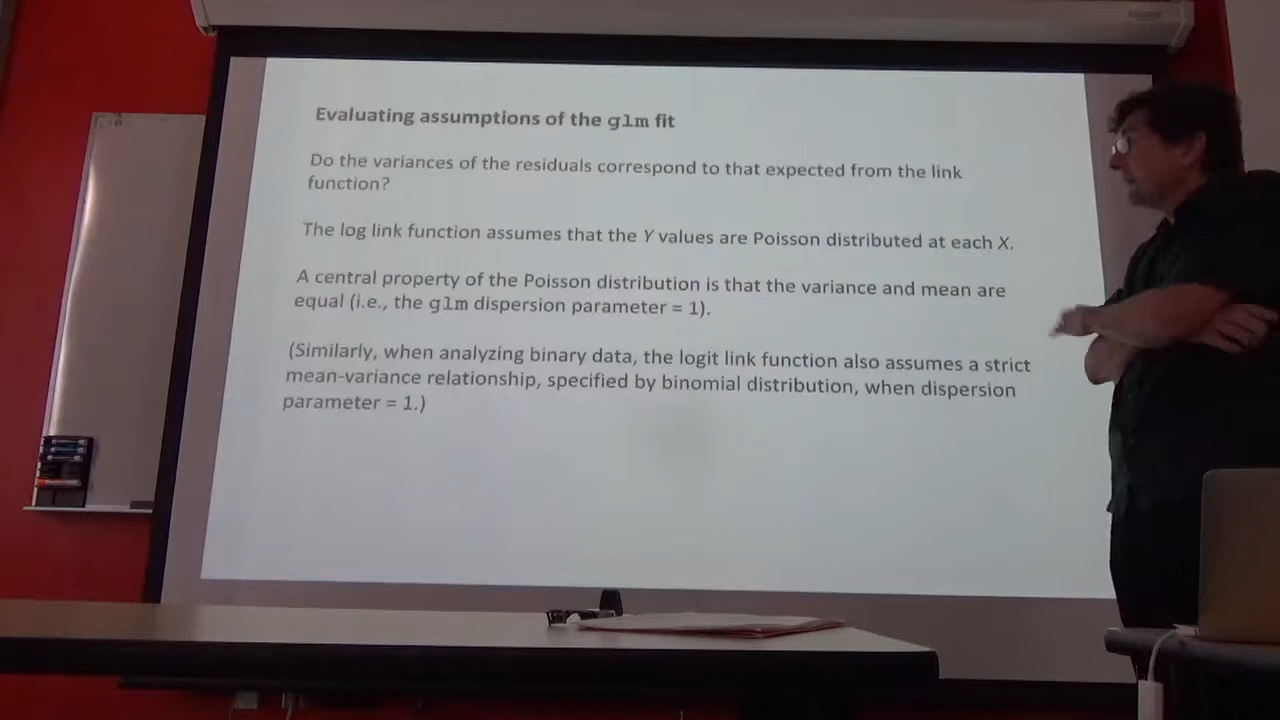 Evaluating assumptions of the glm fit
Do the variances of the residuals correspond to that expected from the link
function?
The log link function assumes that the Y values are Poisson distributed at each X.
A central property of the Poisson distribution is that the variance and mean are
equal (i.e., the glm dispersion parameter = 1).
(Similarly, when analyzing binary data, the logit link function also assumes a strict
mean-variance relationship, specified by binomial distribution, when dispersion
parameter = 1.)